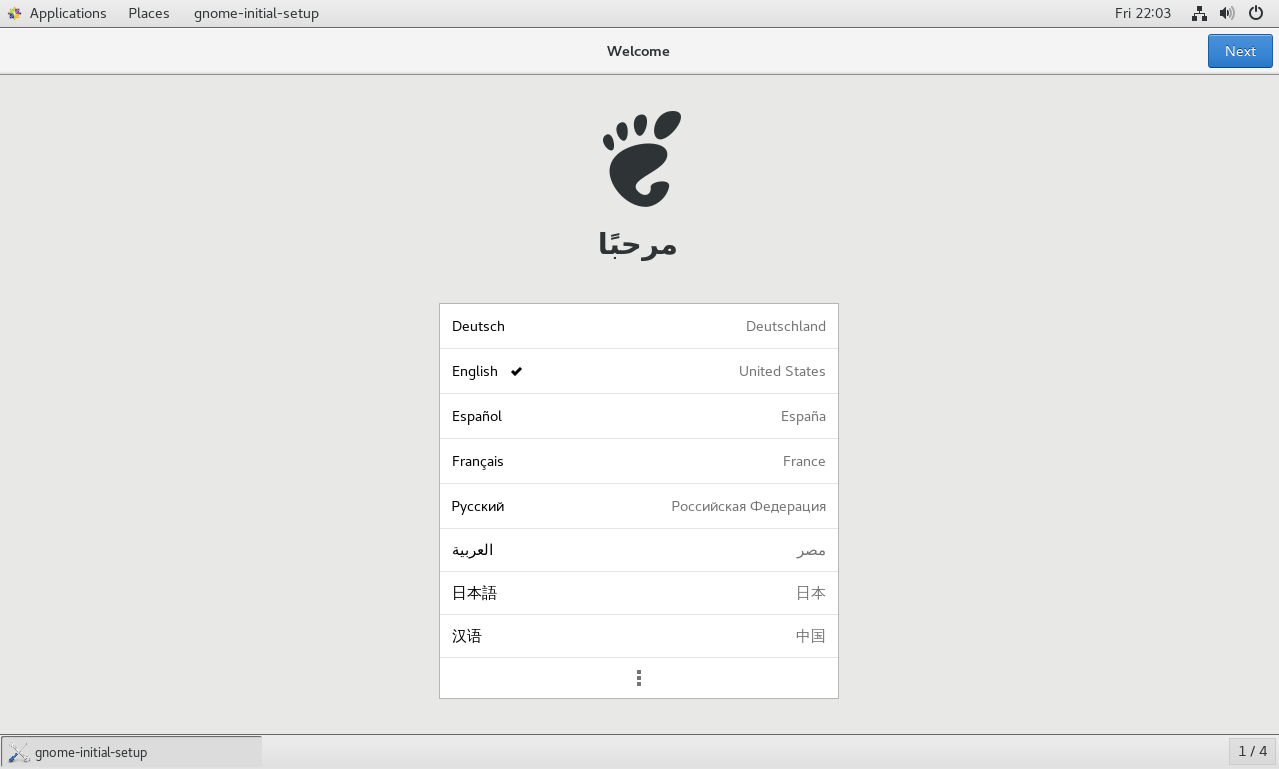 Applications Places gnome-initial-setup Fri 22:03
Welcome Next
مرحبًا
Deutsch Deutschland
English United States
Español España
Français France
Русский Российская Федерация
العربية مصر
日本語 日本
汉语 中国
gnome-initial-setup 1 / 4